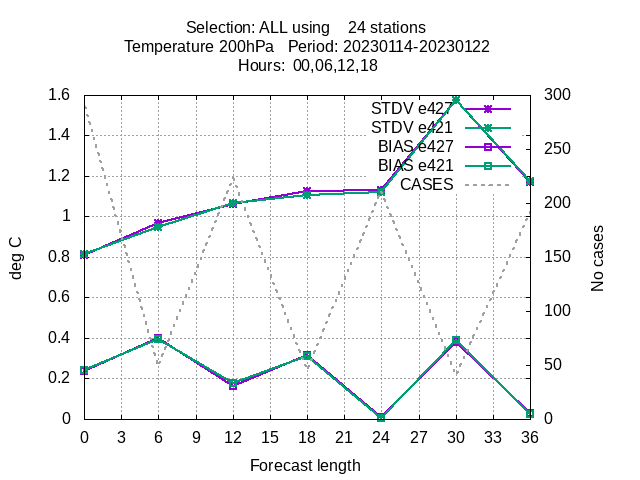 Selection: ALL using    24 stations
Temperature 200hPa   Period: 20230114-20230122
Hours:  00,06,12,18
deg C
1.6
1.4
1.2
1
0.8
0.6
0.4
0.2
0
STDV e427
STDV e421
BIAS e427
BIAS e421
CASES
300
250
200
150
100
50
0
No cases
0 3 6 9 12 15 18 21 24 27 30 33 36
Forecast length